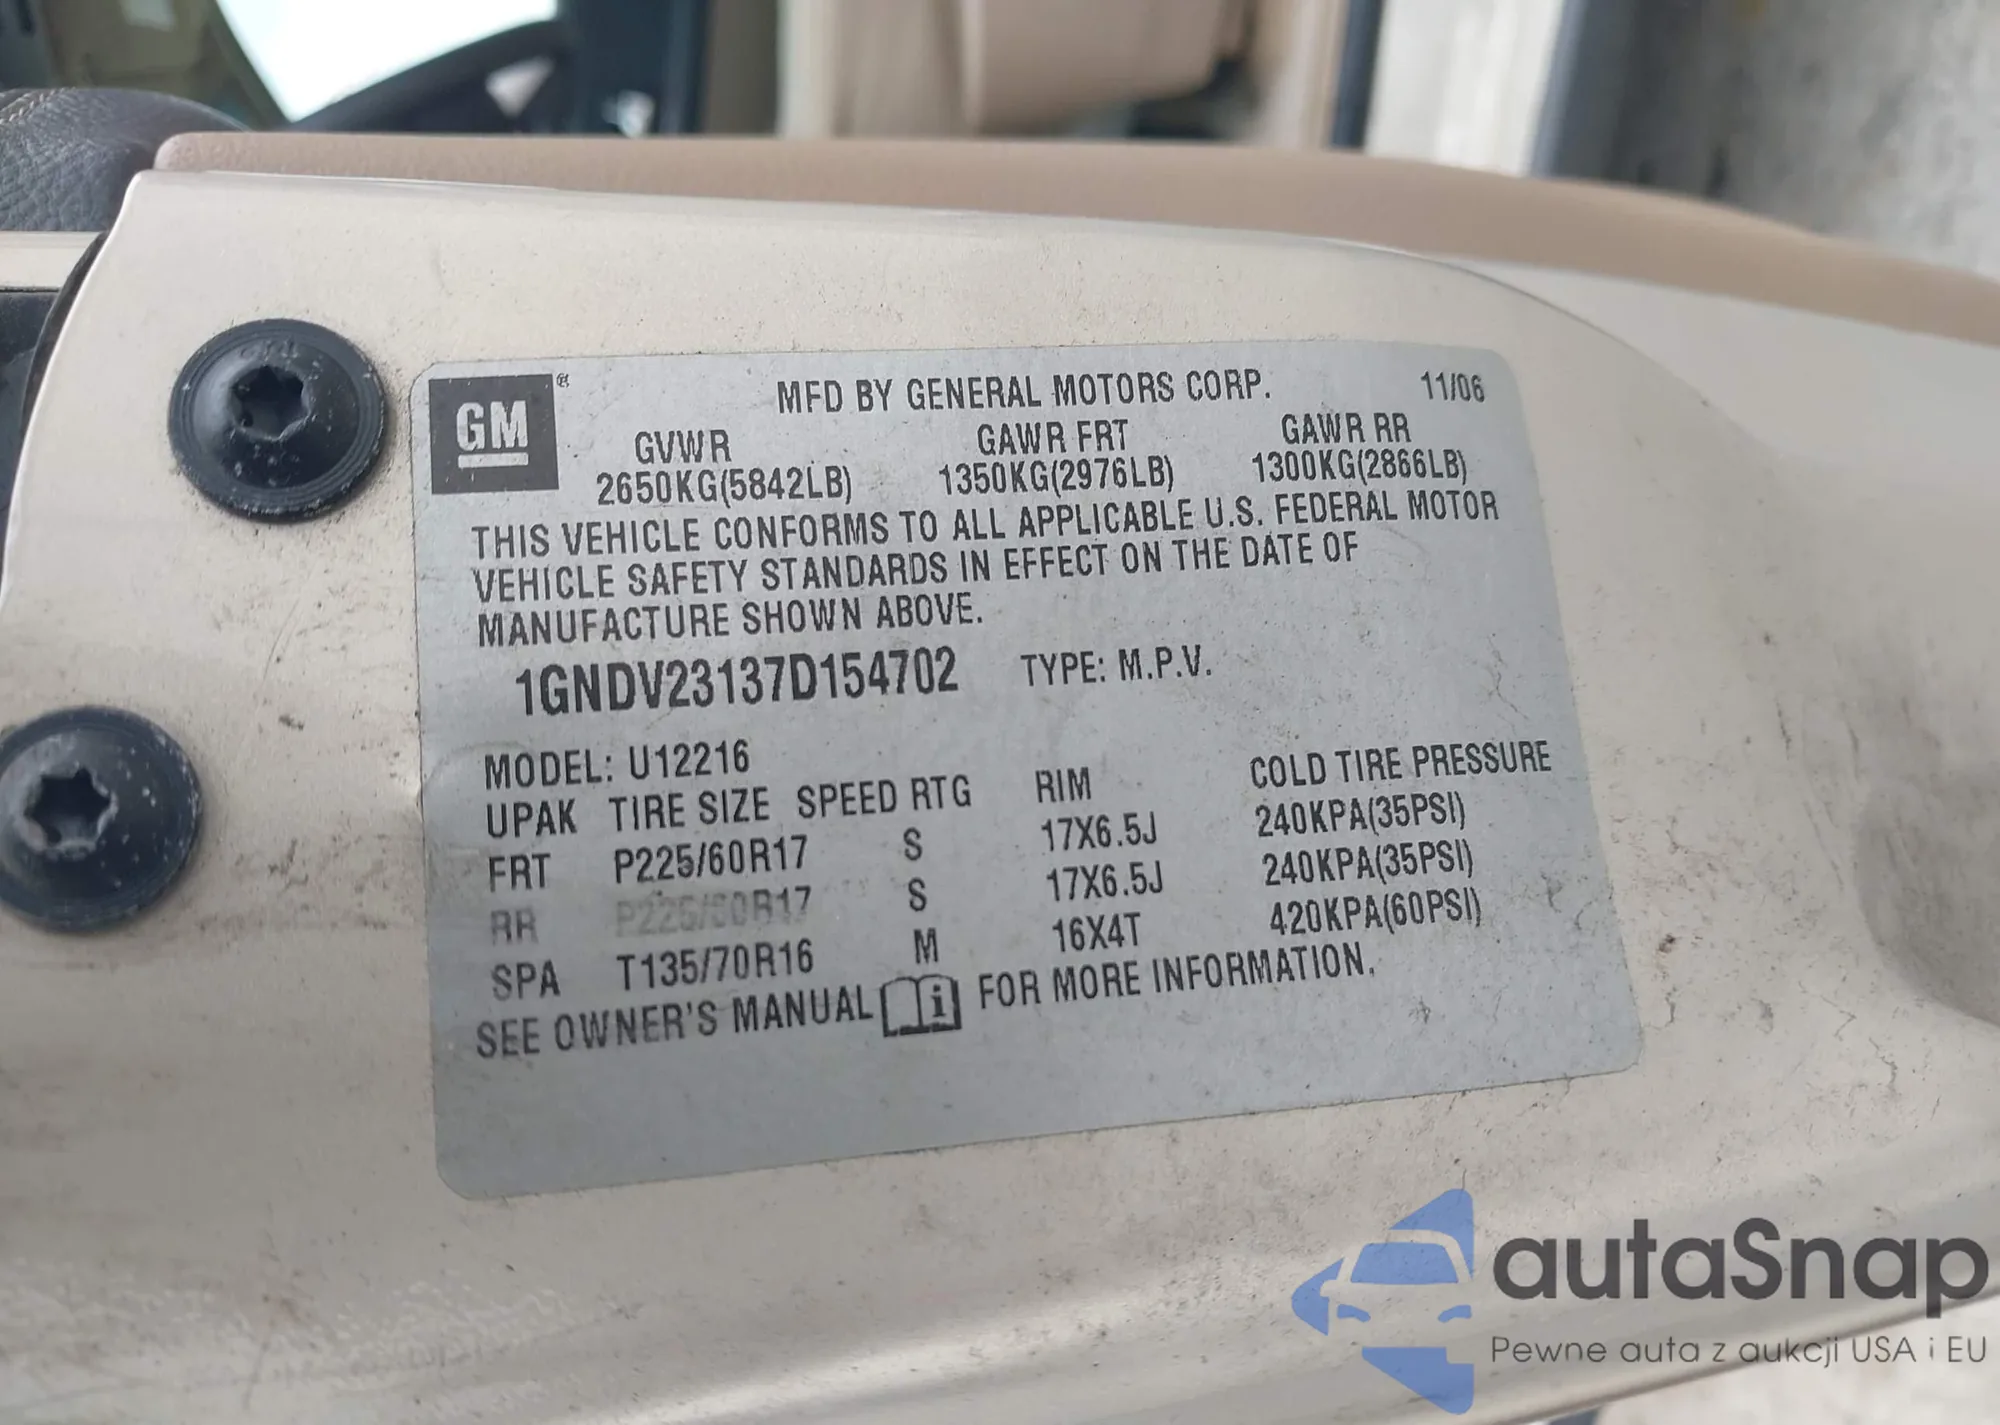 GM®
MFD BY GENERAL MOTORS CORP. 11/06
GVWR GAWR FRT GAWR RR
2650KG(5842LB) 1350KG(2976LB) 1300KG(2866LB)
THIS VEHICLE CONFORMS TO ALL APPLICABLE U.S. FEDERAL MOTOR
VEHICLE SAFETY STANDARDS IN EFFECT ON THE DATE OF
MANUFACTURE SHOWN ABOVE.
1GNDV23137D154702 TYPE: M.P.V.
MODEL: U12216
UPAK TIRE SIZE SPEED RTG RIM COLD TIRE PRESSURE
FRT P225/60R17 S 17X6.5J 240KPA(35PSI)
RR P225/60R17 S 17X6.5J 240KPA(35PSI)
SPA T135/70R16 M 16X4T 420KPA(60PSI)
SEE OWNER'S MANUAL i FOR MORE INFORMATION.
autaSnap
Pewne auta z aukcji USA i EU